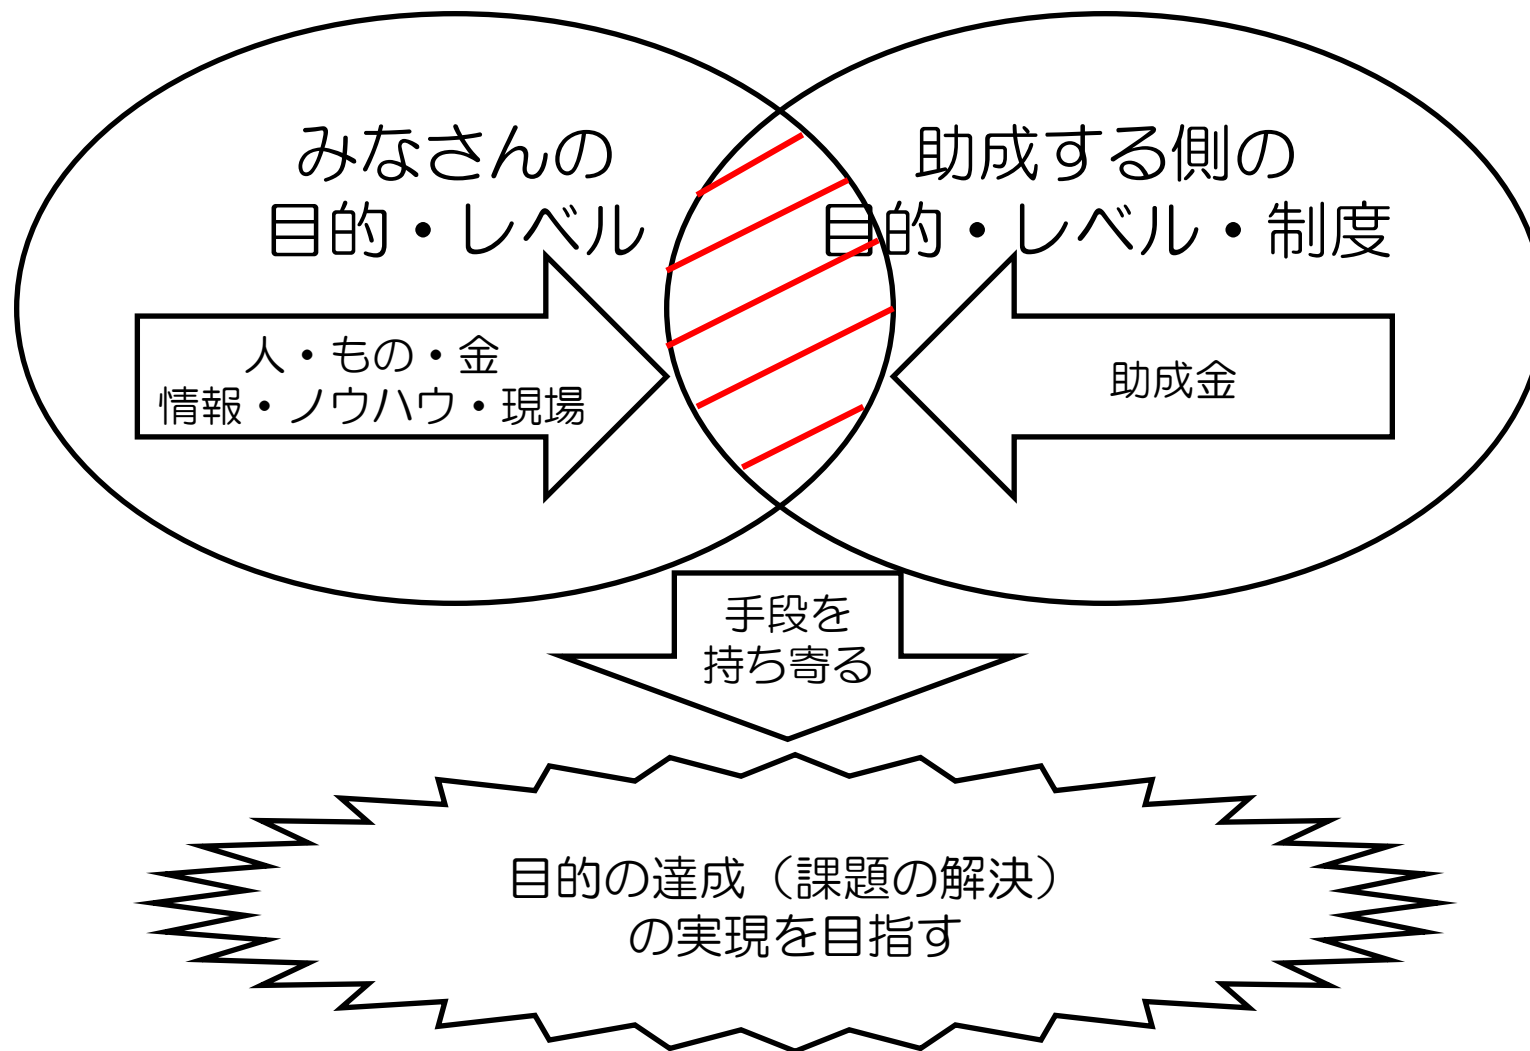 みなさんの
目的・レベル
助成する側の
目的・レベル・制度
人・もの・金
情報・ノウハウ・現場
助成金
手段を
持ち寄る
目的の達成（課題の解決）
の実現を目指す